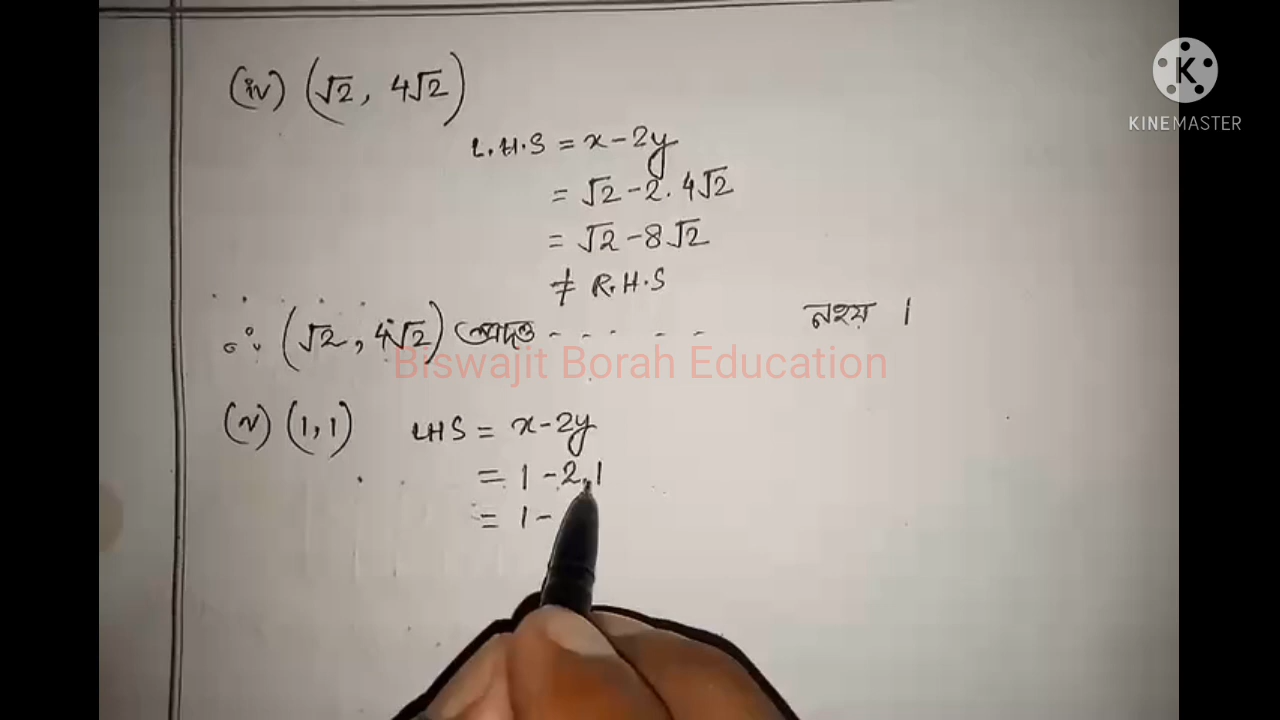 (iv) (√2, 4√2)
L.H.S = x - 2y
= √2 - 2. 4√2
= √2 - 8√2
≠ R.H.S
∴ (√2, 4√2) প্রদত্ত - - - - - নহয় ।
Biswajit Borah Education
(v) (1,1) LHS = x - 2y
= 1 - 2.1
= 1 -
K
KINEMASTER